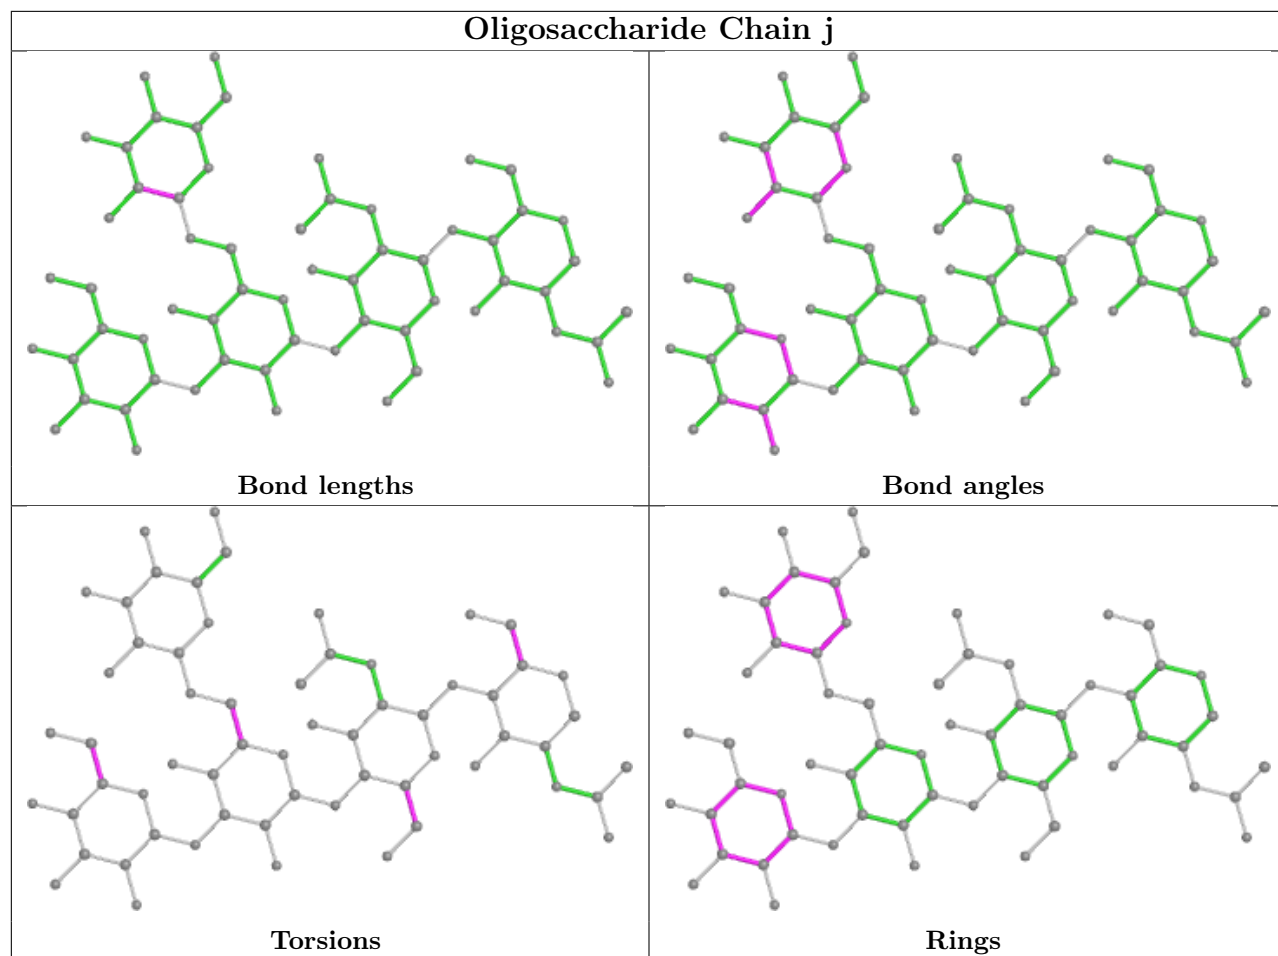 Oligosaccharide Chain j
Bond lengths
Bond angles
Torsions
Rings